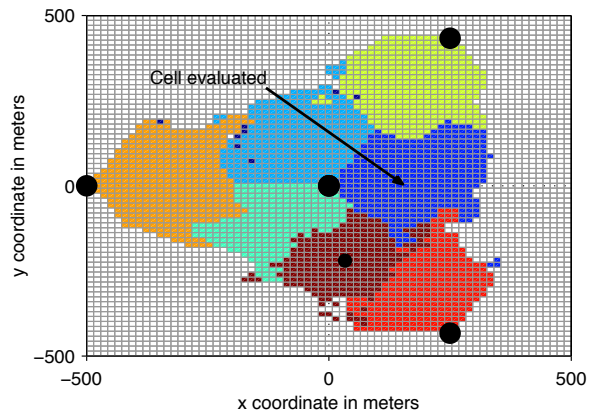 500
Cell evaluated
0
y coordinate in meters
−500
−500
0
500
x coordinate in meters